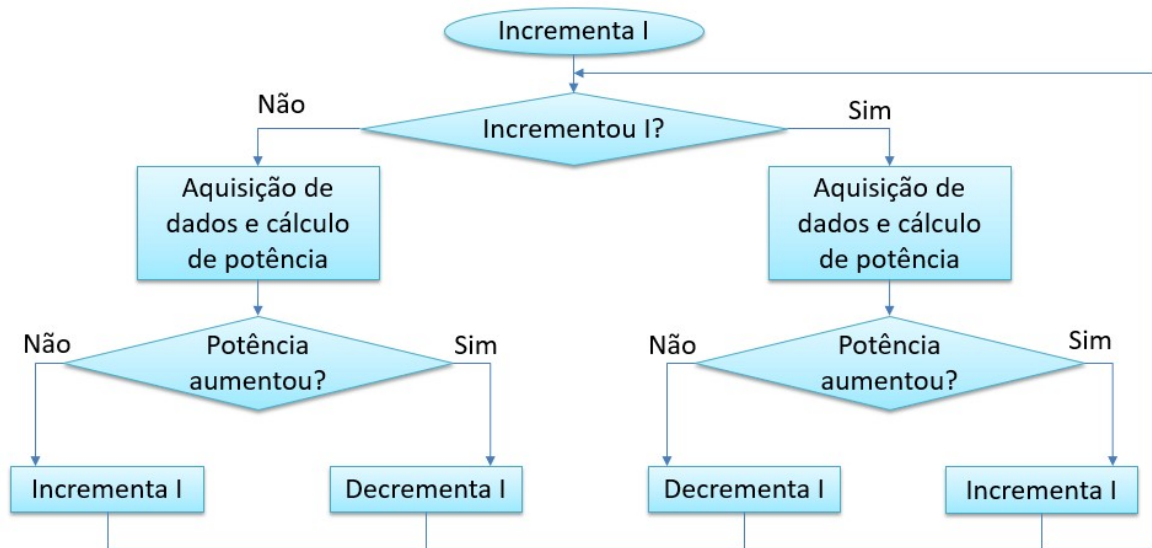 Incrementa I
Incrementou I?
Não
Sim
Aquisição de
dados e cálculo
de potência
Aquisição de
dados e cálculo
de potência
Não
Potência
aumentou?
Sim
Não
Potência
aumentou?
Sim
Incrementa I
Decrementa I
Decrementa I
Incrementa I